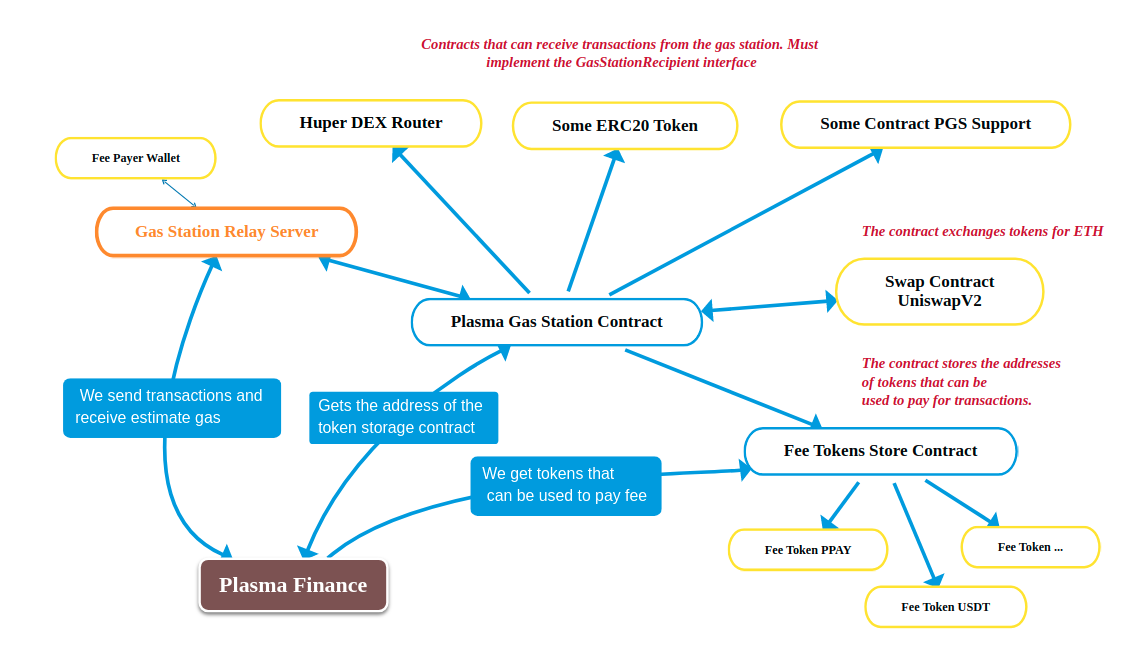 Contracts that can receive transactions from the gas station. Must
implement the GasStationRecipient interface
Huper DEX Router
Some ERC20 Token
Some Contract PGS Support
Fee Payer Wallet
Gas Station Relay Server
The contract exchanges tokens for ETH
Swap Contract
UniswapV2
Plasma Gas Station Contract
The contract stores the addresses
of tokens that can be
used to pay for transactions.
We send transactions and
receive estimate gas
Gets the address of the
token storage contract
Fee Tokens Store Contract
We get tokens that
can be used to pay fee
Fee Token PPAY
Fee Token ...
Plasma Finance
Fee Token USDT